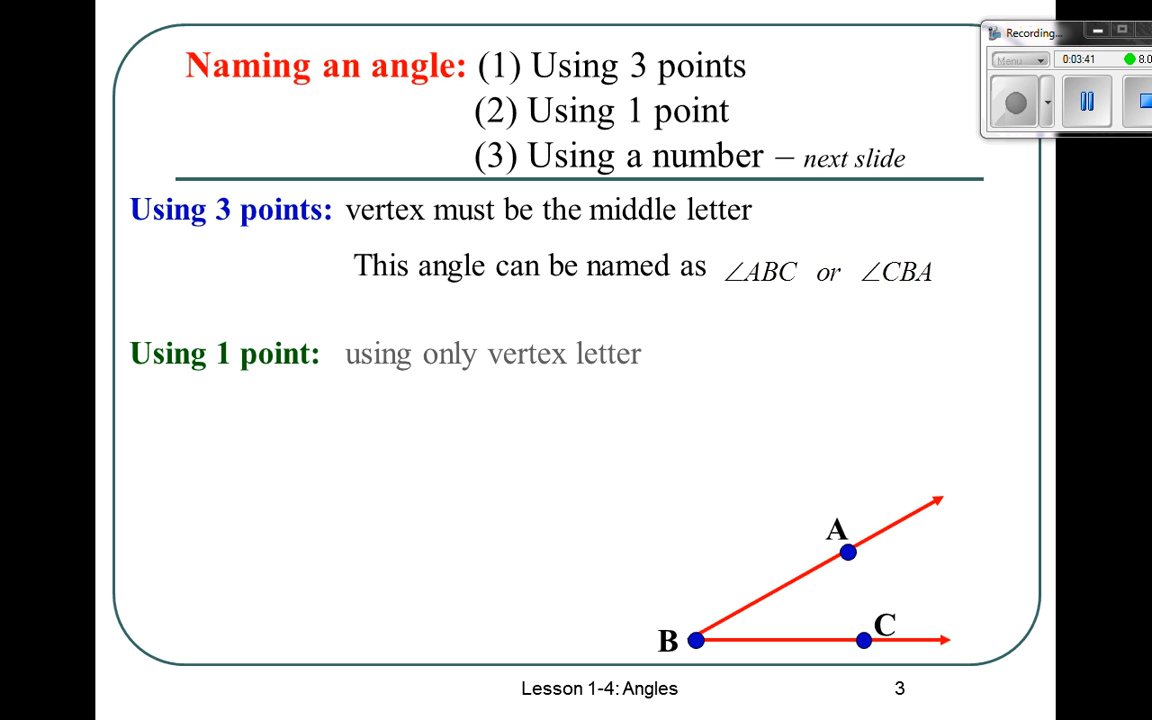 Naming an angle: (1) Using 3 points
(2) Using 1 point
(3) Using a number – next slide
Using 3 points: vertex must be the middle letter
This angle can be named as ∠ABC or ∠CBA
Using 1 point: using only vertex letter
A
B
C
Lesson 1-4: Angles 3
Recording...
Menu 0:03:41 8.0